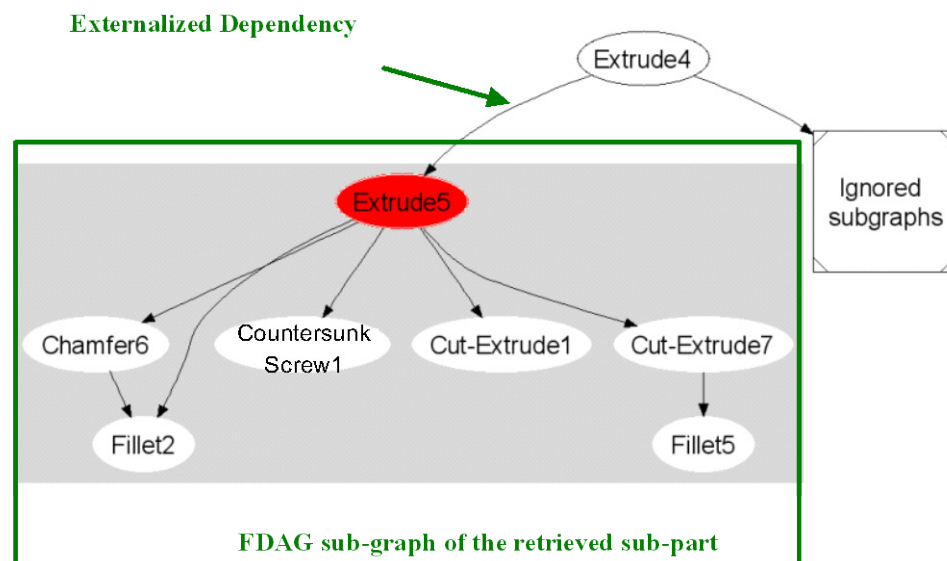 Externalized Dependency
Extrude4
Ignored
subgraphs
Extrude5
Chamfer6
Countersunk
Screw1
Cut-Extrude1
Cut-Extrude7
Fillet2
Fillet5
FDAG sub-graph of the retrieved sub-part